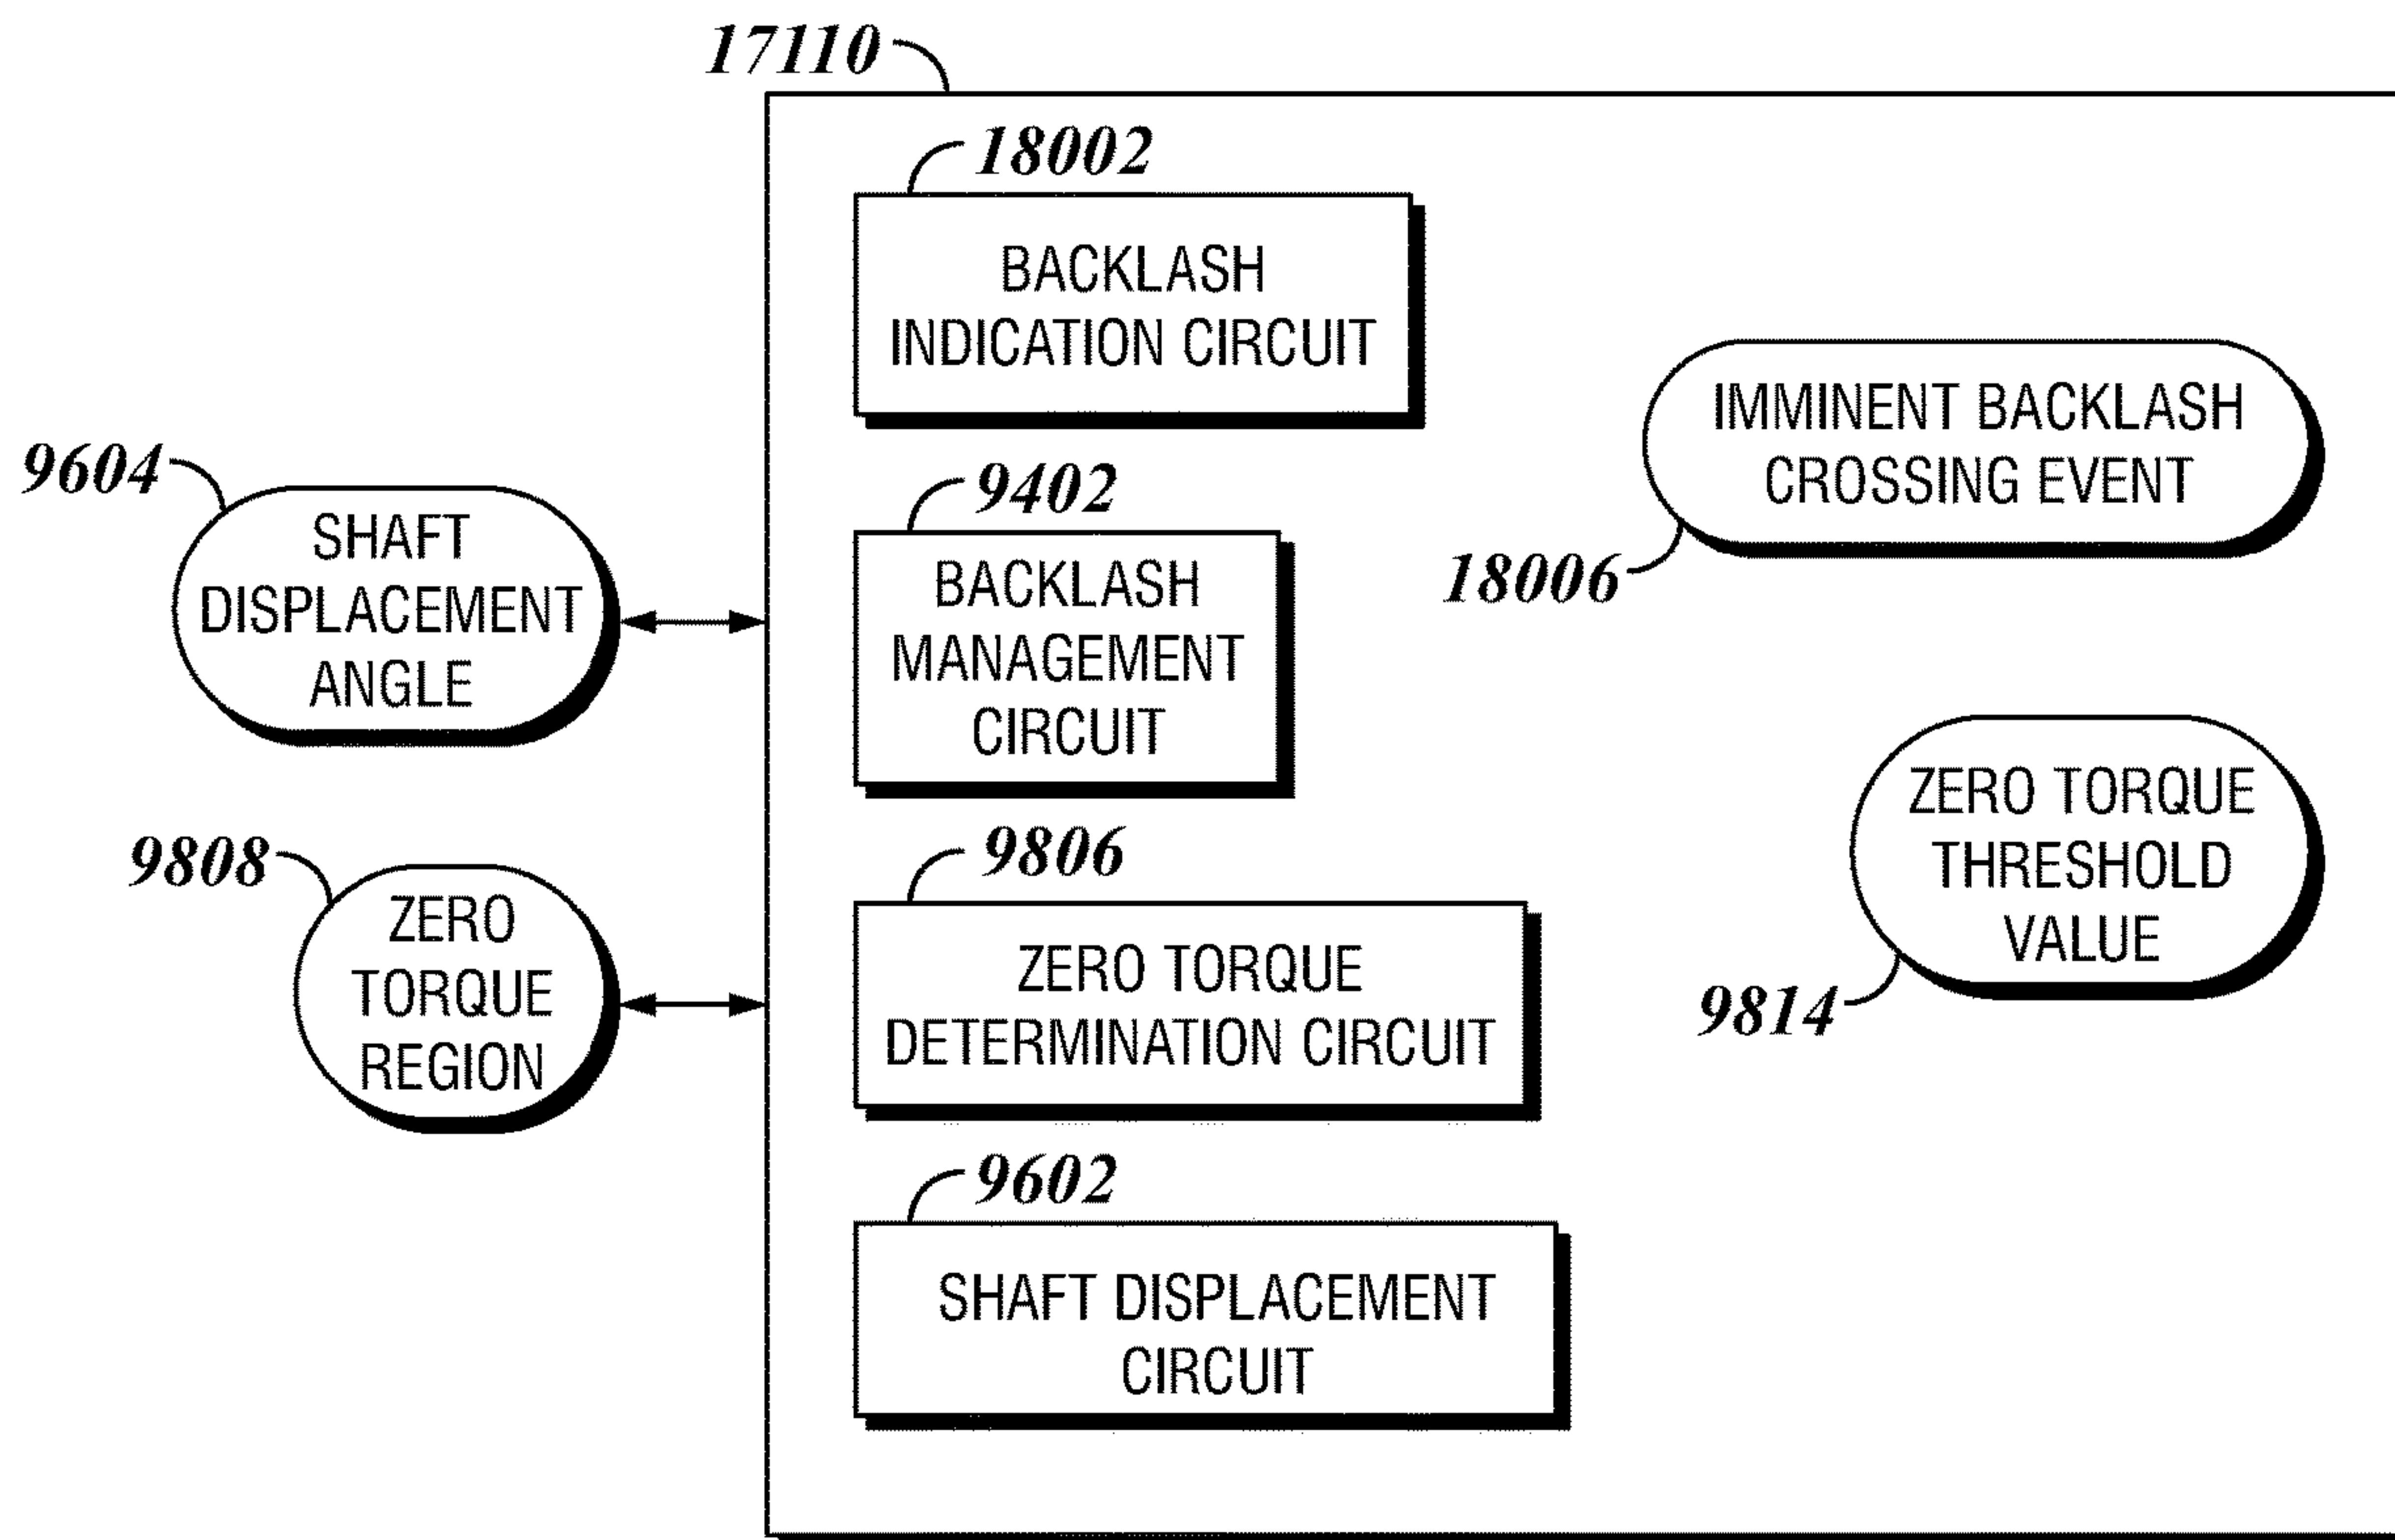 17110
18002
BACKLASH
INDICATION CIRCUIT
IMMINENT BACKLASH
CROSSING EVENT
18006
9604
SHAFT
DISPLACEMENT
ANGLE
9402
BACKLASH
MANAGEMENT
CIRCUIT
ZERO TORQUE
THRESHOLD
VALUE
9814
9808
ZERO
TORQUE
REGION
9806
ZERO TORQUE
DETERMINATION CIRCUIT
9602
SHAFT DISPLACEMENT
CIRCUIT